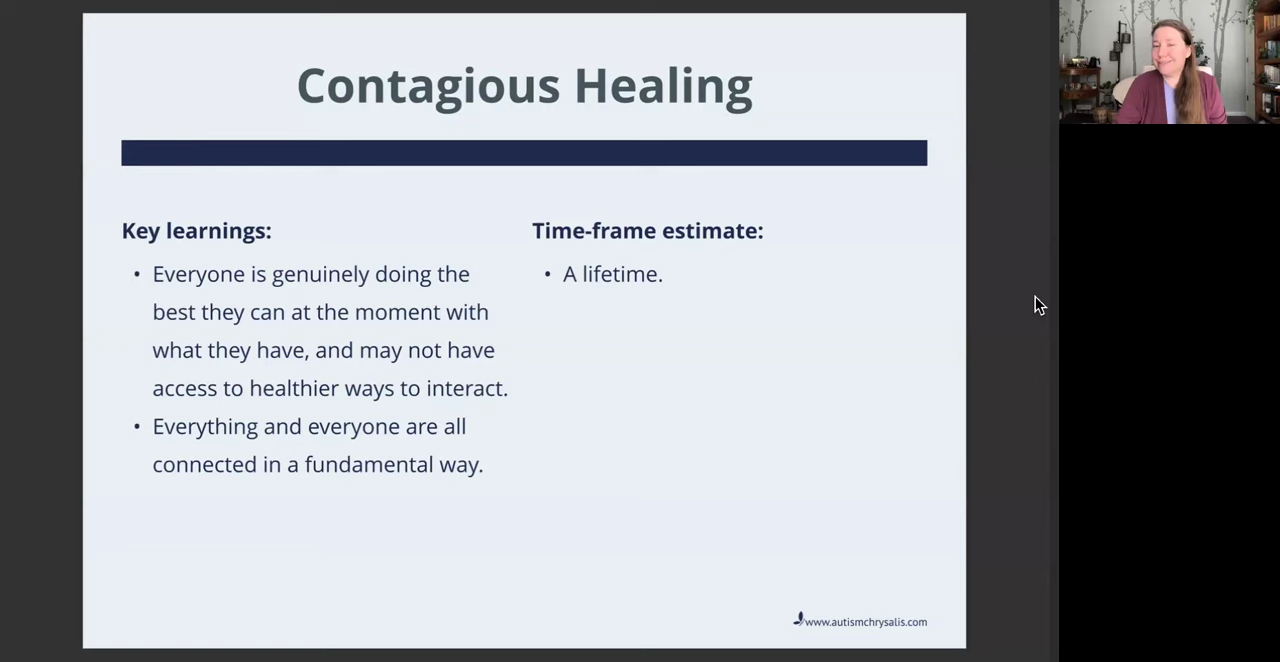 Contagious Healing
Key learnings:
• Everyone is genuinely doing the
best they can at the moment with
what they have, and may not have
access to healthier ways to interact.
• Everything and everyone are all
connected in a fundamental way.
Time-frame estimate:
• A lifetime.
www.autismchrysalis.com